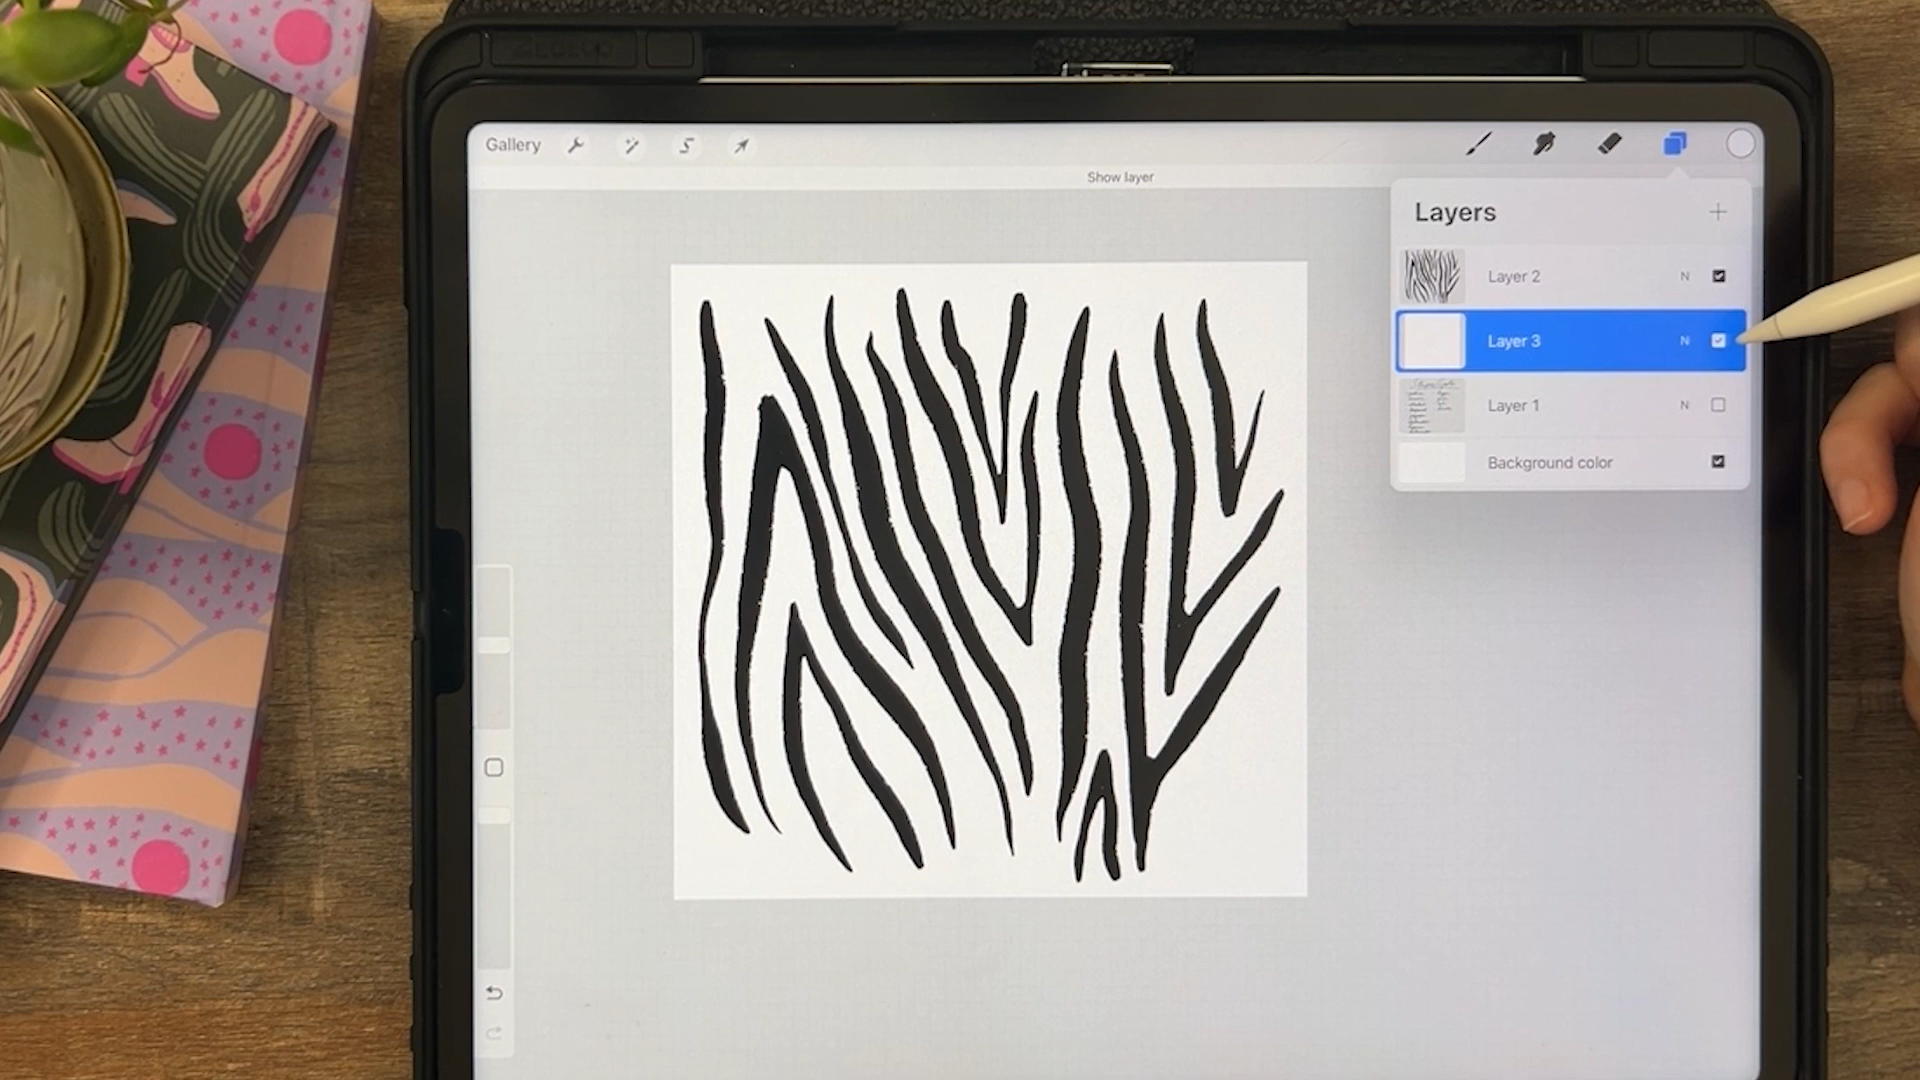 Gallery
Show layer
Layers
Layer 2 N
Layer 3 N
Layer 1 N
Background color